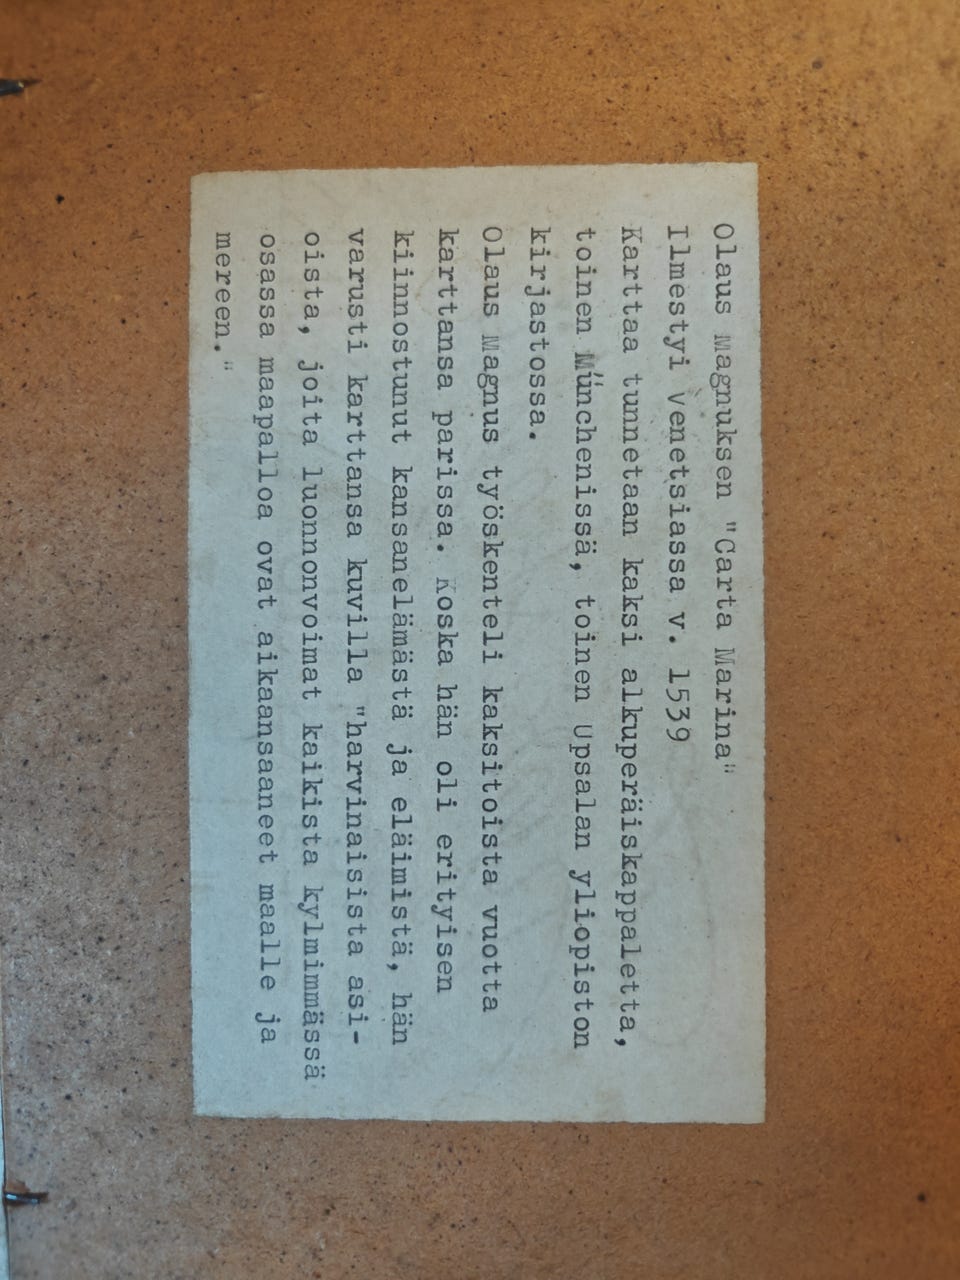 Olaus Magnuksen "Carta Marina"
Ilmestyi Venetsiassa v. 1539
Karttaa tunnetaan kaksi alkuperäiskappaletta,
toinen Münchenissä, toinen Upsalan yliopiston
kirjastossa.
Olaus Magnus työskenteli kaksitoista vuotta
karttansa parissa. Koska hän oli erityisen
kiinnostunut kansanelämästä ja eläimistä, hän
varusti karttansa kuvilla "harvinaisista asi-
oista, joita luonnonvoimat kaikista kylmimmässä
osassa maapalloa ovat aikaansaaneet maalle ja
mereen."